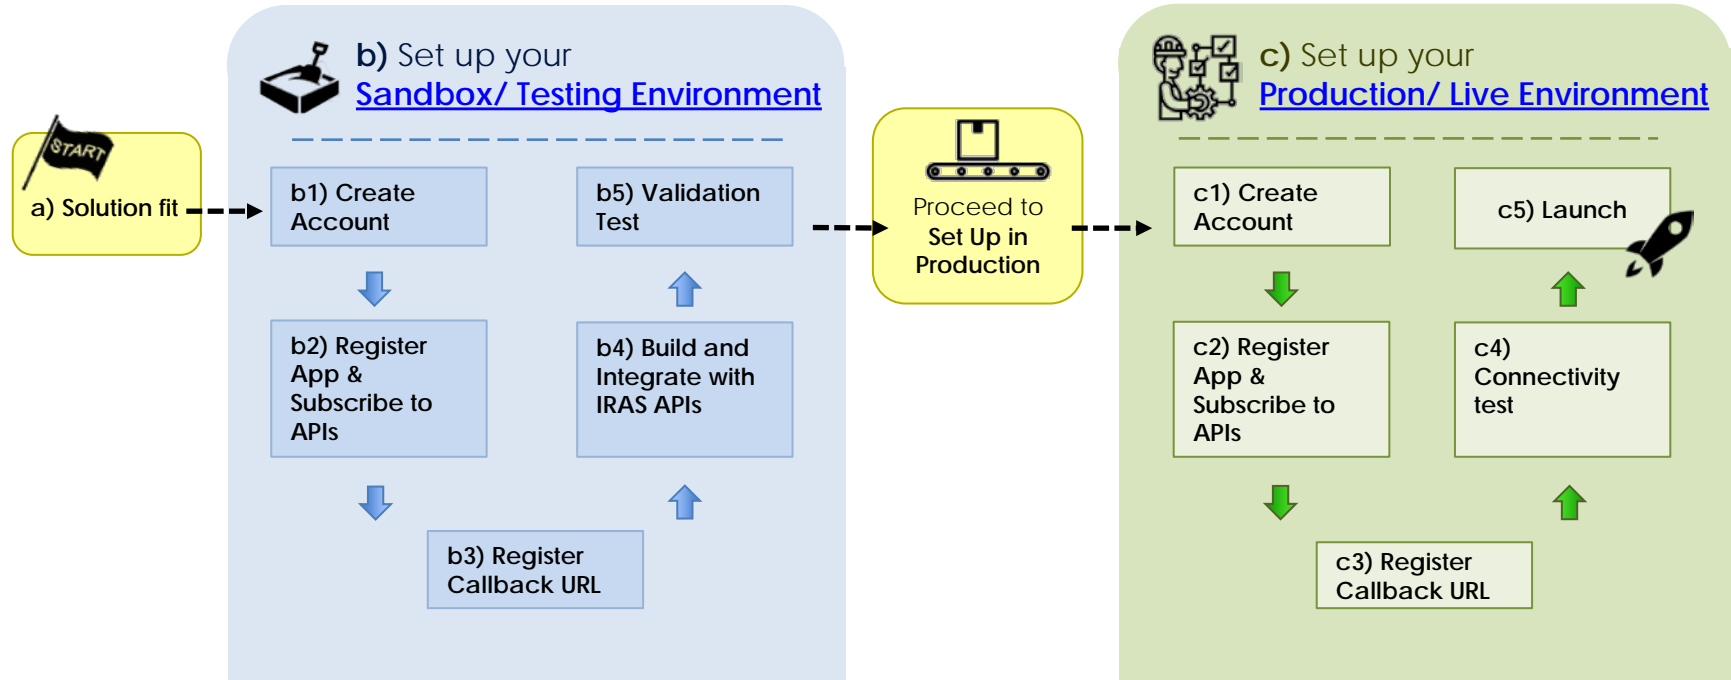 START
a) Solution fit
b) Set up your
Sandbox/ Testing Environment
b1) Create
Account
b2) Register
App &
Subscribe to
APIs
b3) Register
Callback URL
b4) Build and
Integrate with
IRAS APIs
b5) Validation
Test
Proceed to
Set Up in
Production
c) Set up your
Production/ Live Environment
c1) Create
Account
c2) Register
App &
Subscribe to
APIs
c3) Register
Callback URL
c4)
Connectivity
test
c5) Launch